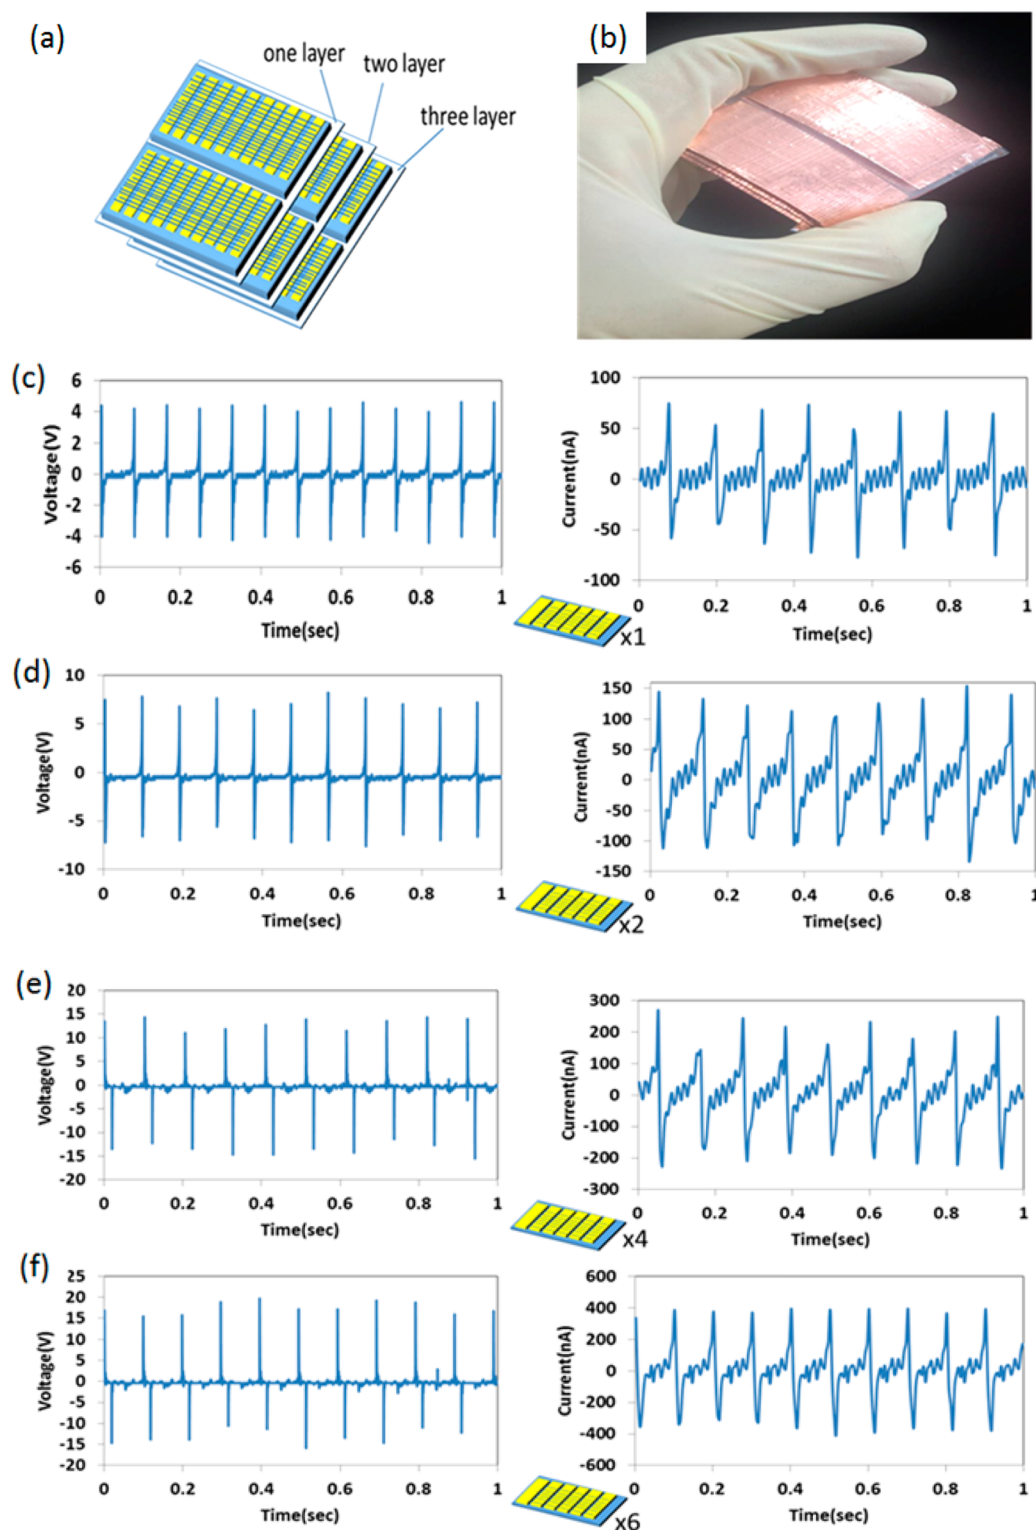 (a)
one layer
two layer
three layer
(b)
(c)
6
4
2
0
-2
-4
-6
Voltage(V)
0 0.2 0.4 0.6 0.8 1
Time(sec)
100
50
0
-50
-100
Current(nA)
0 0.2 0.4 0.6 0.8 1
Time(sec)
x1
(d)
10
5
0
-5
-10
Voltage(V)
0 0.2 0.4 0.6 0.8 1
Time(sec)
150
100
50
0
-50
-100
-150
Current(nA)
0 0.2 0.4 0.6 0.8 1
Time(sec)
x2
(e)
20
15
10
5
0
-5
-10
-15
-20
Voltage(V)
0 0.2 0.4 0.6 0.8 1
Time(sec)
300
200
100
0
-100
-200
-300
Current(nA)
0 0.2 0.4 0.6 0.8 1
Time(sec)
x4
(f)
25
20
15
10
5
0
-5
-10
-15
-20
Voltage(V)
0 0.2 0.4 0.6 0.8 1
Time(sec)
600
400
200
0
-200
-400
-600
Current(nA)
0 0.2 0.4 0.6 0.8 1
Time(sec)
x6